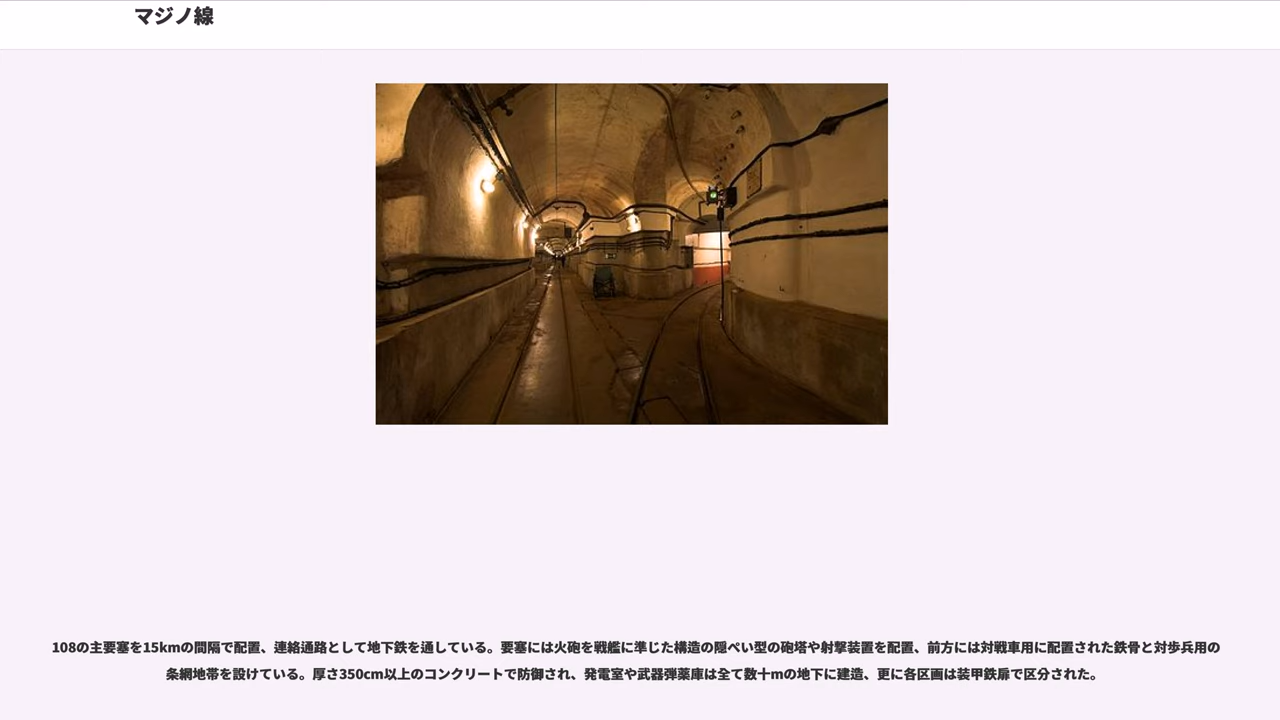 マジノ線
108の主要塞を15kmの間隔で配置、連絡通路として地下鉄を通している。要塞には火砲を戦艦に準じた構造の隠ぺい型の砲塔や射撃装置を配置、前方には対戦車用に配置された鉄骨と対歩兵用の
条網地帯を設けている。厚さ350cm以上のコンクリートで防御され、発電室や武器弾薬庫は全て数十mの地下に建造、更に各区画は装甲鉄扉で区分された。